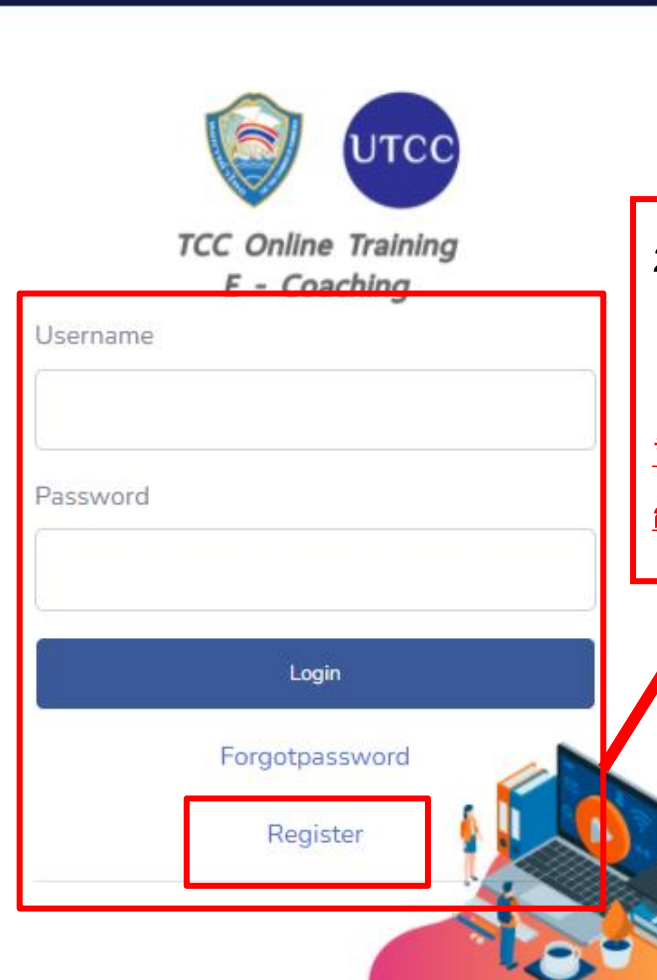 UTCC
TCC Online Training
E - Coaching
Username
Password
Login
Forgotpassword
Register